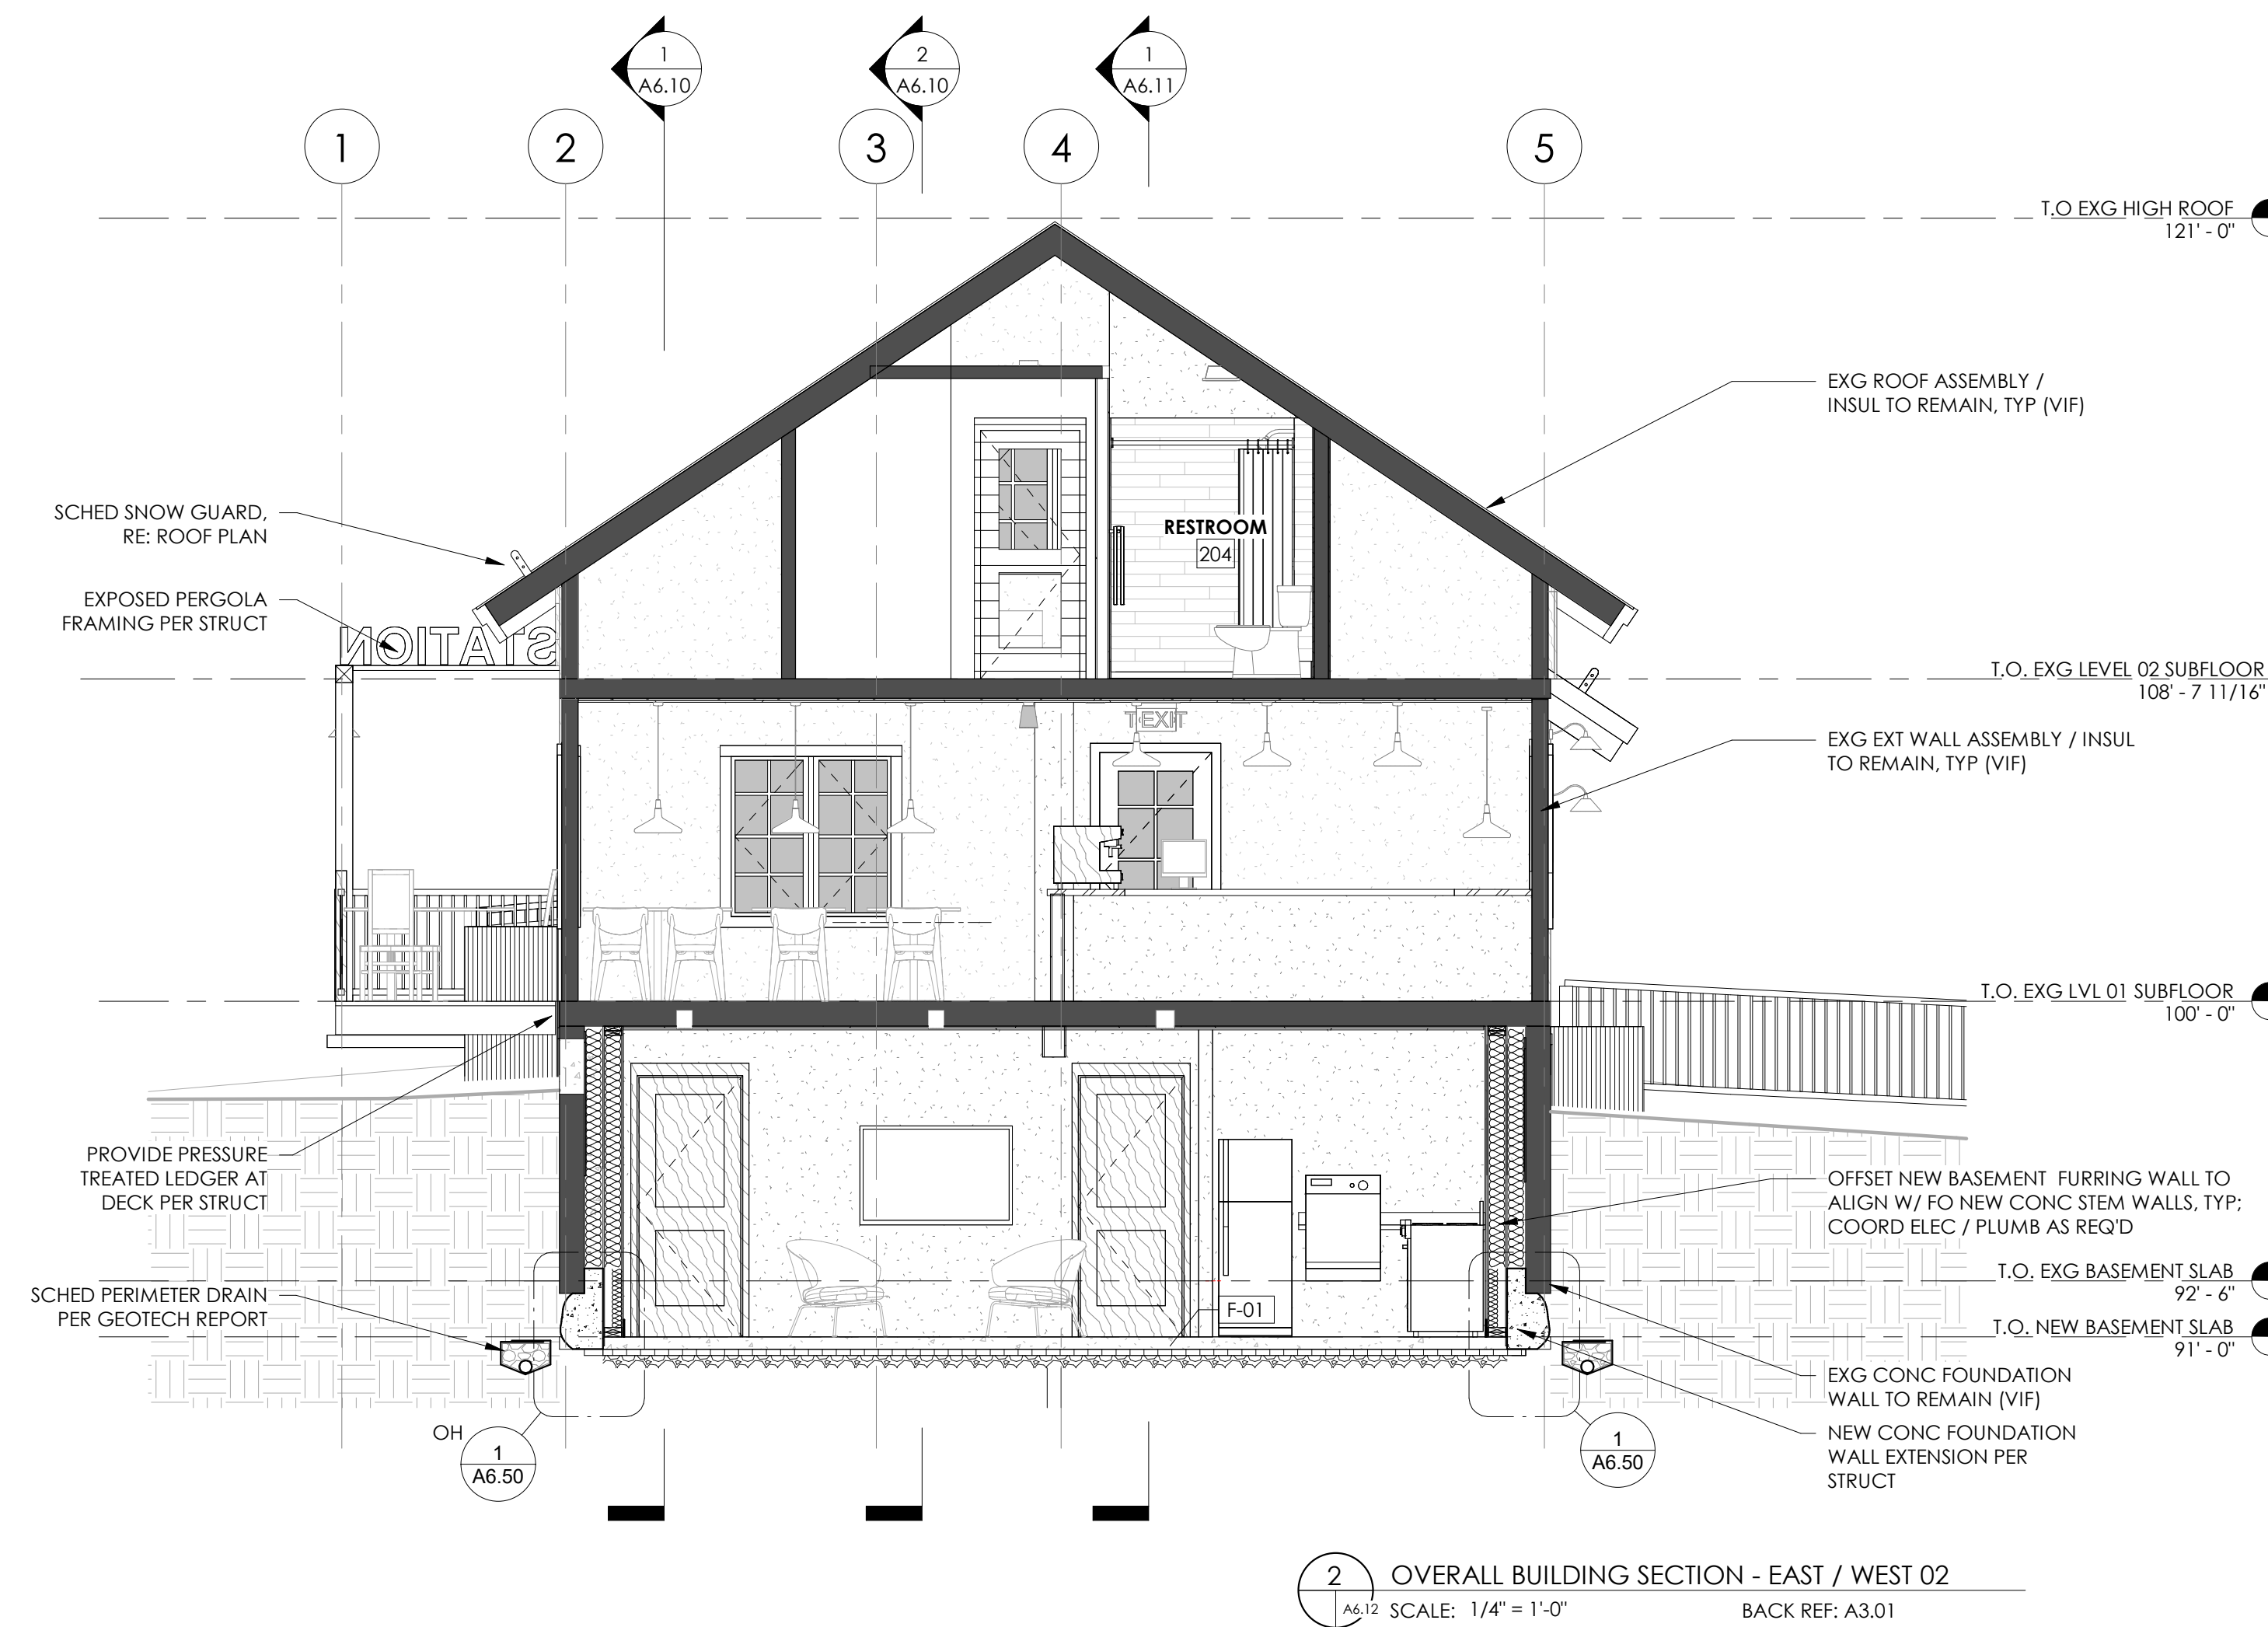 1
A6.10
2
A6.10
1
A6.11
1
2
3
4
5
T.O EXG HIGH ROOF
121' - 0"
EXG ROOF ASSEMBLY /
INSUL TO REMAIN, TYP (VIF)
SCHED SNOW GUARD,
RE: ROOF PLAN
RESTROOM
204
EXPOSED PERGOLA
FRAMING PER STRUCT
STATION
T.O. EXG LEVEL 02 SUBFLOOR
108' - 7 11/16"
EXIT
EXG EXT WALL ASSEMBLY / INSUL
TO REMAIN, TYP (VIF)
T.O. EXG LVL 01 SUBFLOOR
100' - 0"
PROVIDE PRESSURE
TREATED LEDGER AT
DECK PER STRUCT
OFFSET NEW BASEMENT FURRING WALL TO
ALIGN W/ FO NEW CONC STEM WALLS, TYP;
COORD ELEC / PLUMB AS REQ'D
T.O. EXG BASEMENT SLAB
92' - 6"
SCHED PERIMETER DRAIN
PER GEOTECH REPORT
F-01
T.O. NEW BASEMENT SLAB
91' - 0"
EXG CONC FOUNDATION
WALL TO REMAIN (VIF)
NEW CONC FOUNDATION
WALL EXTENSION PER
STRUCT
OH
1
A6.50
1
A6.50
2
A6.12
OVERALL BUILDING SECTION - EAST / WEST 02
SCALE: 1/4" = 1'-0"
BACK REF: A3.01